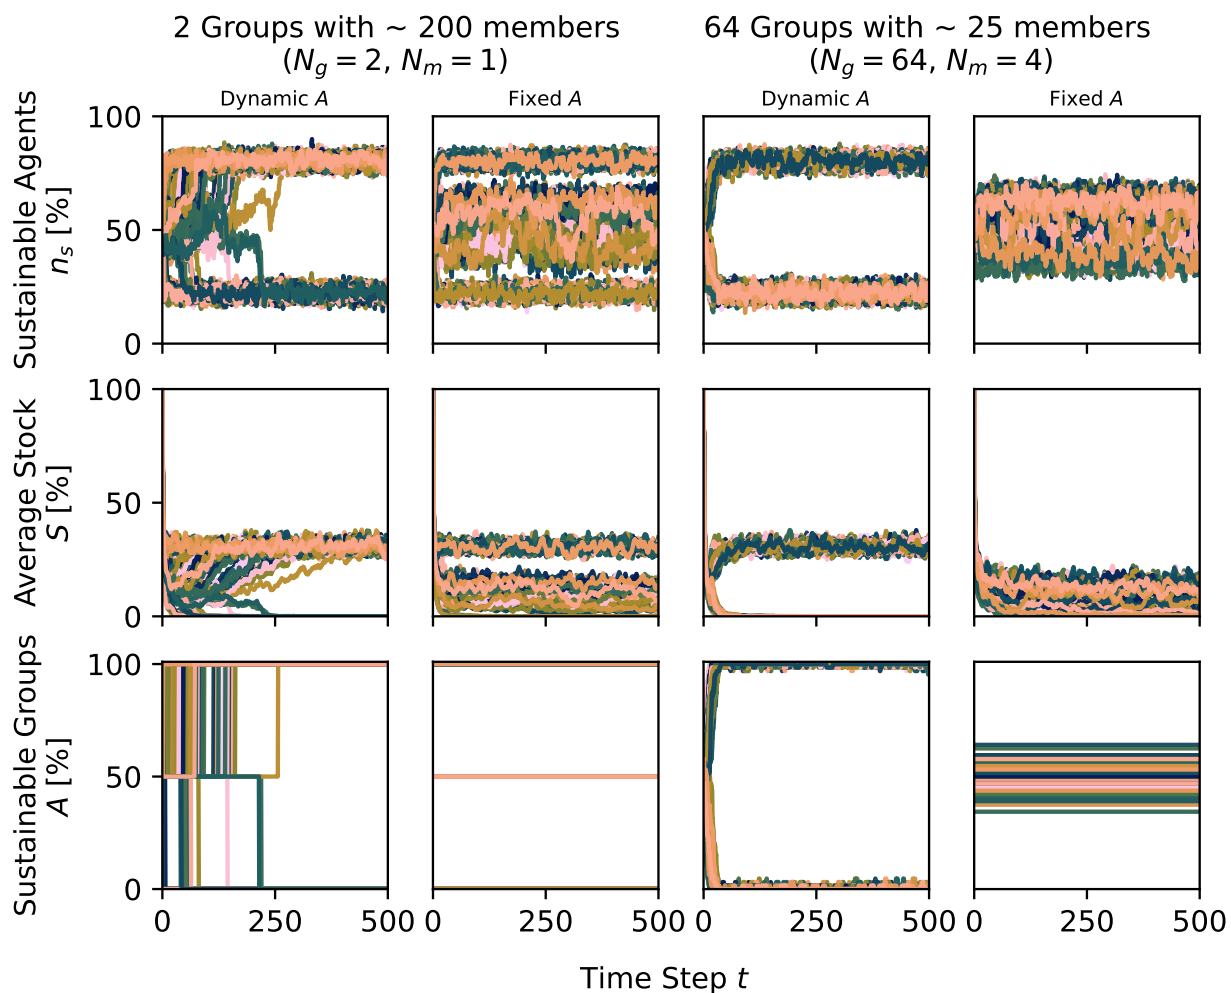 2 Groups with ~ 200 members
(N_g = 2, N_m = 1)
64 Groups with ~ 25 members
(N_g = 64, N_m = 4)
Dynamic A
Fixed A
Dynamic A
Fixed A
Sustainable Agents
n_s [%]
100
50
0
Average Stock
S [%]
100
50
0
Sustainable Groups
A [%]
100
50
0
0 250 500
0 250 500
0 250 500
0 250 500
Time Step t